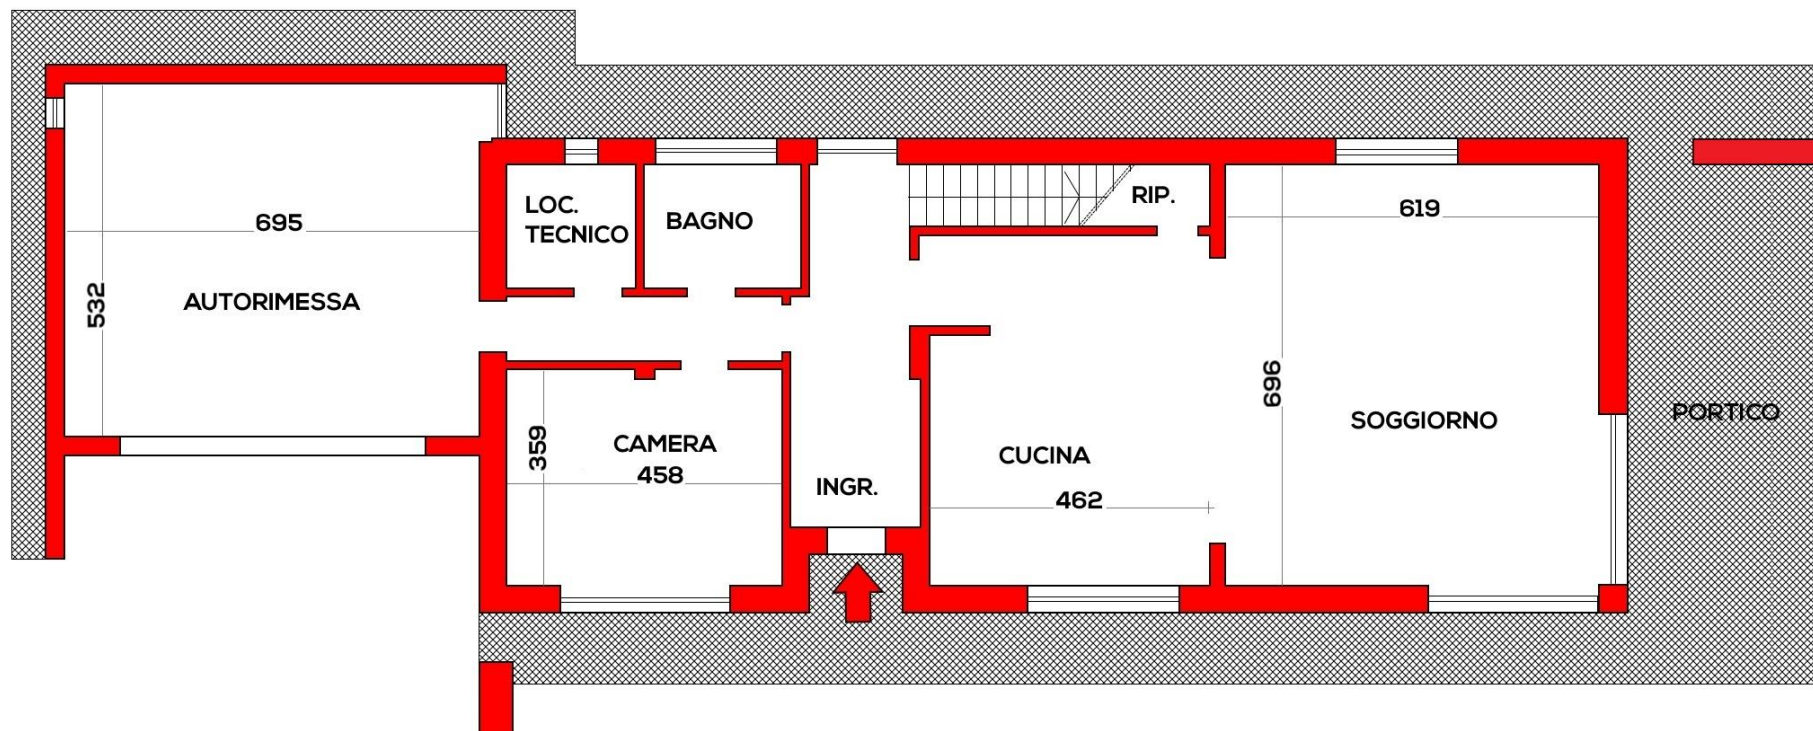 LOC.
TECNICO
BAGNO
RIP.
695
619
532
AUTORIMESSA
696
SOGGIORNO
PORTICO
359
CAMERA
458
CUCINA
462
INGR.